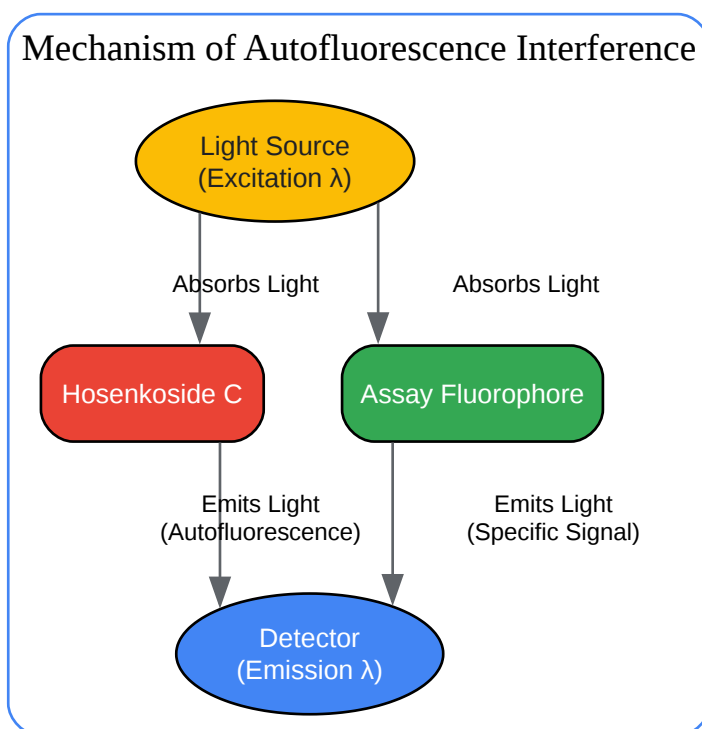 Mechanism of Autofluorescence Interference
Light Source
(Excitation λ)
Absorbs Light
Absorbs Light
Hosenkoside C
Assay Fluorophore
Emits Light
(Autofluorescence)
Emits Light
(Specific Signal)
Detector
(Emission λ)